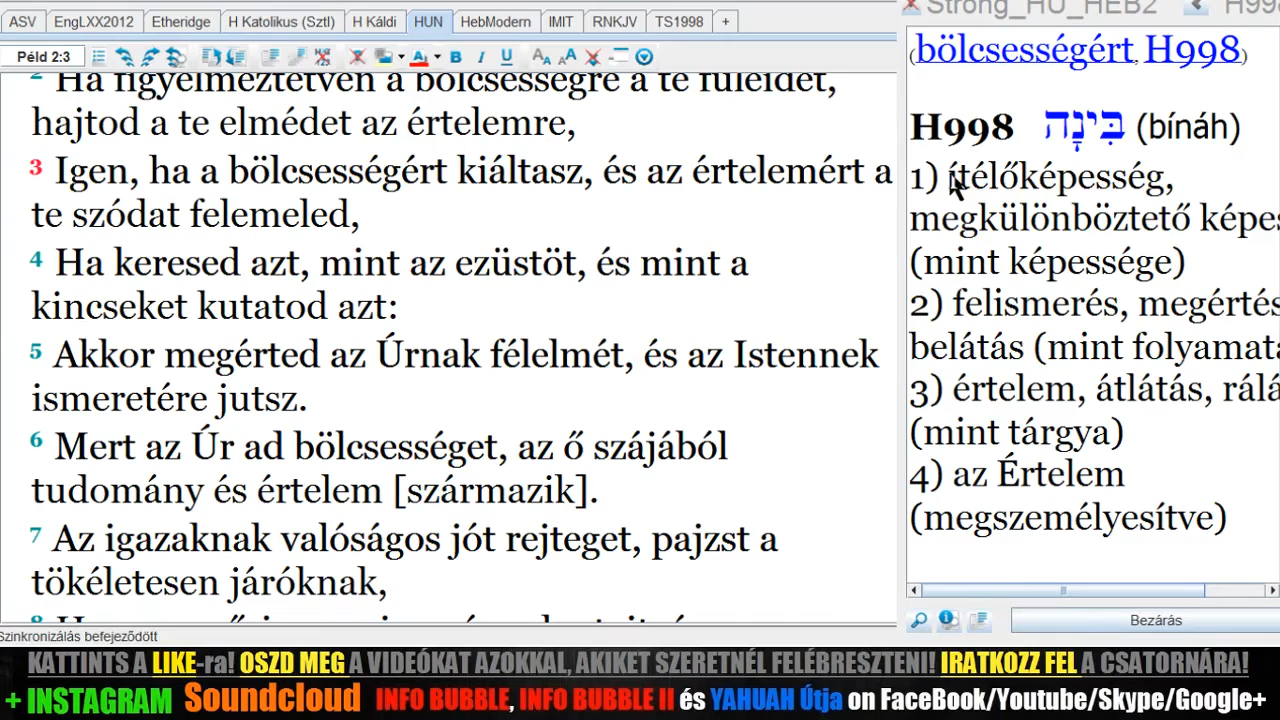 ASV EngLXX2012 Etheridge H Katolikus (Sztl) H Káldi HUN HebModern IMIT RNKJV TS1998 +
Péld 2:3
2 Ha figyelmeztetvén a bölcsességre a te füleidet,
hajtod a te elmédet az értelemre,
3 Igen, ha a bölcsességért kiáltasz, és az értelemért a
te szódat felemeled,
4 Ha keresed azt, mint az ezüstöt, és mint a
kincseket kutatod azt:
5 Akkor megérted az Úrnak félelmét, és az Istennek
ismeretére jutsz.
6 Mert az Úr ad bölcsességet, az ő szájából
tudomány és értelem [származik].
7 Az igazaknak valóságos jót rejteget, pajzst a
tökéletesen járóknak,
8
Szinkronizálás befejeződött
Strong_HU_HEB2 H99
(bölcsességért, H998)
H998 בִּינָה (bínáh)
1) ítélőképesség,
megkülönböztető képes
(mint képessége)
2) felismerés, megértés
belátás (mint folyamata
3) értelem, átlátás, rálá
(mint tárgya)
4) az Értelem
(megszemélyesítve)
Bezárás
KATTINTS A LIKE-ra! OSZD MEG A VIDEÓKAT AZOKKAL, AKIKET SZERETNÉL FELÉBRESZTENI! IRATKOZZ FEL A CSATORNÁRA!
+ INSTAGRAM Soundcloud INFO BUBBLE, INFO BUBBLE II és YAHUAH Útja on FaceBook/Youtube/Skype/Google+